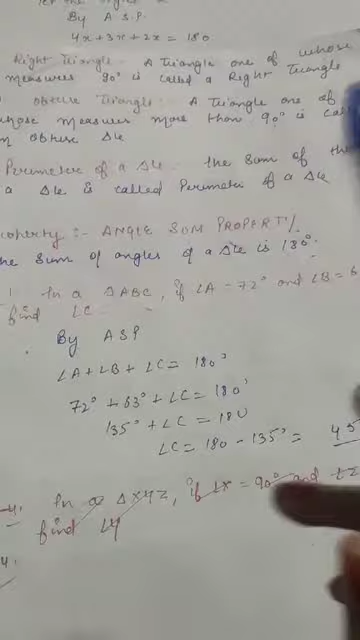 By A.S.P.
4x+3x+2x = 180
Right Triangle - A Triangle one of whose
measures 90° is called a Right Triangle
obtuse Triangle - A Triangle one of
whose measures more than 90° is
obtuse Δle
Perimeter of a Δle - the sum of the
a Δle is called Perimeter of a Δle
Property :- ANGLE SUM PROPERTY
the sum of angles of a Δle is 180°.
In a ΔABC, if ∠A = 72° and ∠B = 6
find ∠C
By ASP
∠A + ∠B + ∠C = 180°
72° + 63° + ∠C = 180°
135° + ∠C = 180
∠C = 180 - 135° = 45
In a ΔXYZ, if ∠X = 90° and ∠Z
find ∠Y